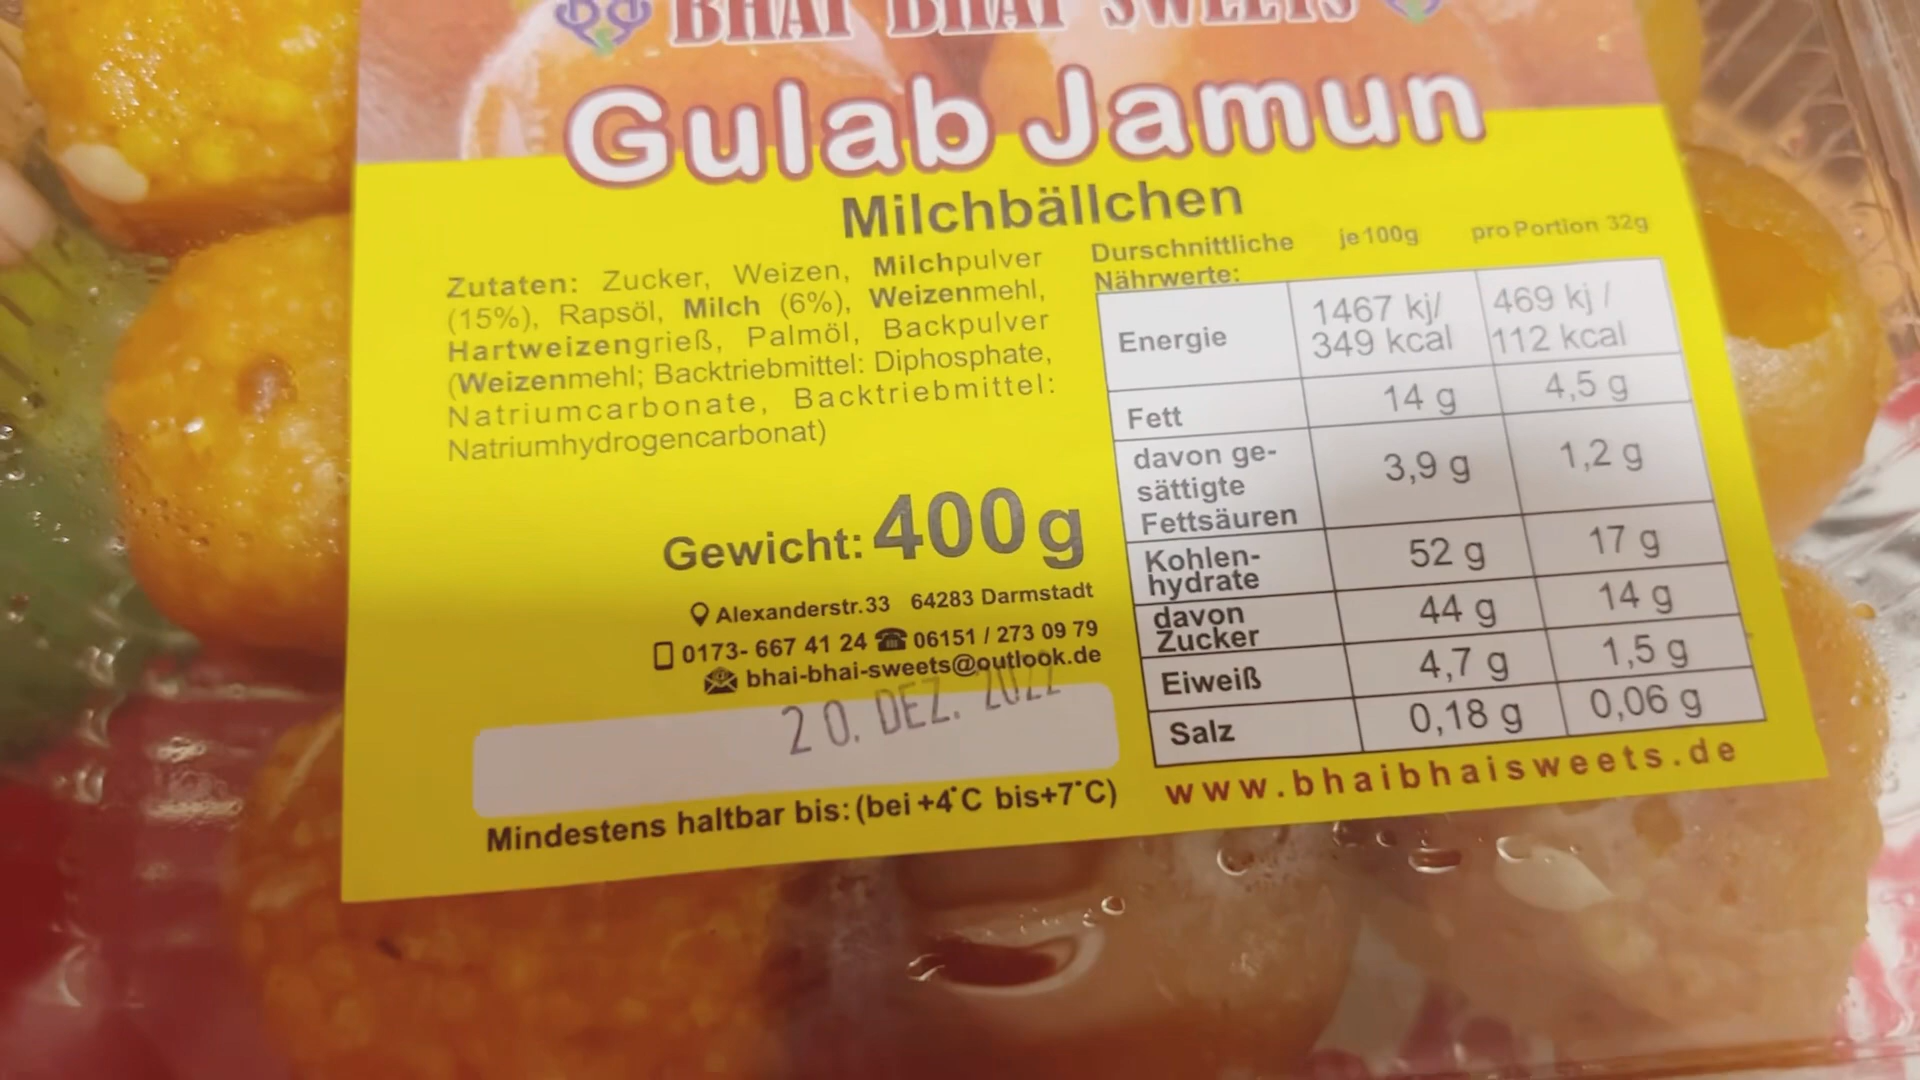 BHAI BHAI SWEETS
Gulab Jamun
Milchbällchen
Zutaten: Zucker, Weizen, Milchpulver
(15%), Rapsöl, Milch (6%), Weizenmehl,
Hartweizengrieß, Palmöl, Backpulver
(Weizenmehl; Backtriebmittel: Diphosphate,
Natriumcarbonate, Backtriebmittel:
Natriumhydrogencarbonat)
Gewicht: 400g
Alexanderstr.33 64283 Darmstadt
0173- 667 41 24 06151 / 273 09 79
bhai-bhai-sweets@outlook.de
20. DEZ. 2022
Mindestens haltbar bis: (bei +4°C bis+7°C)
Durschnittliche je 100g pro Portion 32g
Nährwerte:
Energie 1467 kj/ 349 kcal 469 kj / 112 kcal
Fett 14 g 4,5 g
davon ge-
sättigte 3,9 g 1,2 g
Fettsäuren
Kohlen- 52 g 17 g
hydrate
davon 44 g 14 g
Zucker
Eiweiß 4,7 g 1,5 g
Salz 0,18 g 0,06 g
www.bhaibhaisweets.de